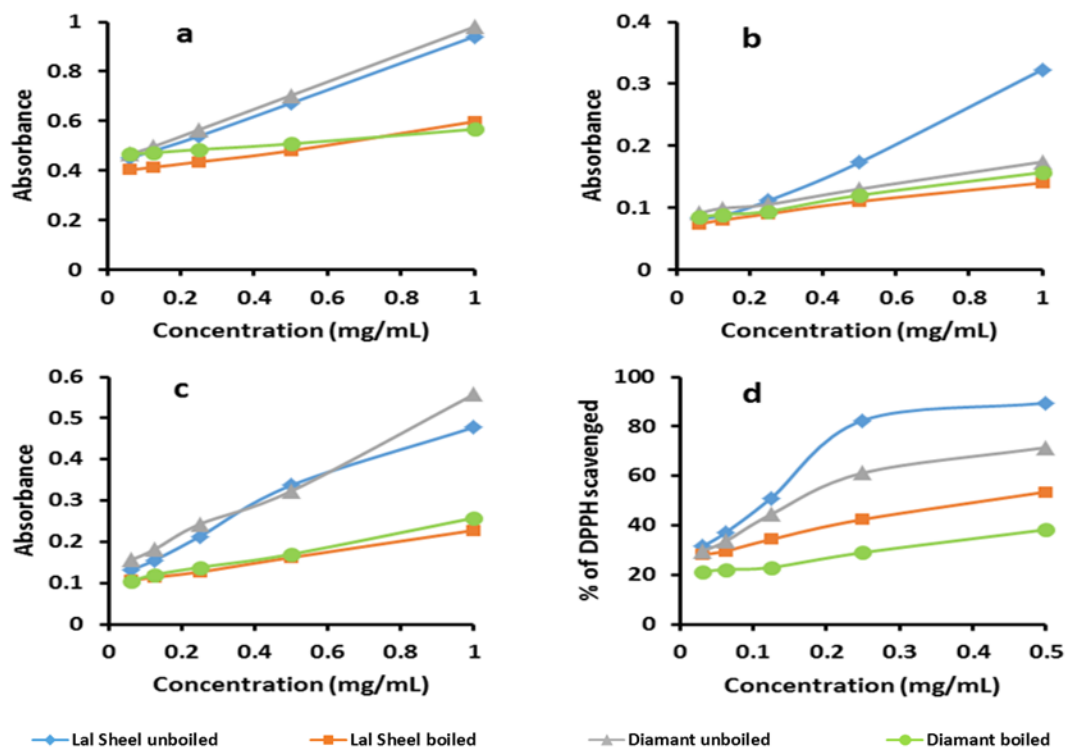 a
1
0.8
0.6
0.4
0.2
0
Absorbance
0 0.2 0.4 0.6 0.8 1
Concentration (mg/mL)
b
0.4
0.3
0.2
0.1
0
Absorbance
0 0.2 0.4 0.6 0.8 1
Concentration (mg/mL)
c
0.6
0.5
0.4
0.3
0.2
0.1
0
Absorbance
0 0.2 0.4 0.6 0.8 1
Concentration (mg/mL)
d
100
80
60
40
20
0
% of DPPH scavenged
0 0.1 0.2 0.3 0.4 0.5
Concentration (mg/mL)
Lal Sheel unboiled Lal Sheel boiled Diamant unboiled Diamant boiled